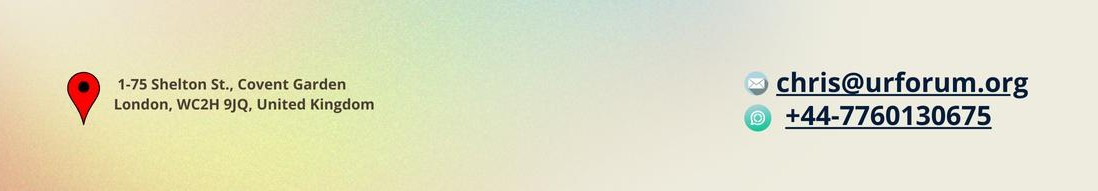 1-75 Shelton St., Covent Garden
London, WC2H 9JQ, United Kingdom
chris@urforum.org
+44-7760130675